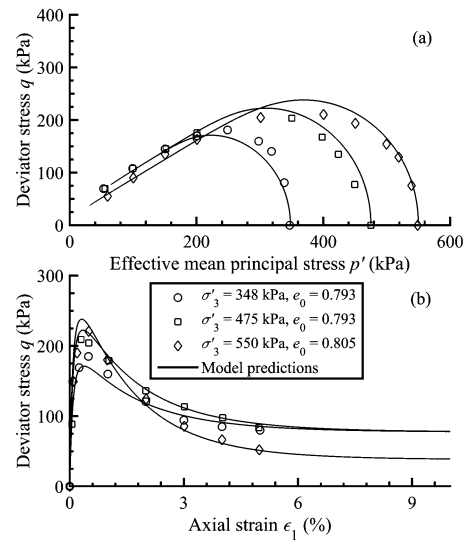 400
300
200
100
0
Deviator stress q (kPa)
(a)
0 200 400 600
Effective mean principal stress p′ (kPa)
300
200
100
0
Deviator stress q (kPa)
(b)
σ′₃ = 348 kPa, e₀ = 0.793
σ′₃ = 475 kPa, e₀ = 0.793
σ′₃ = 550 kPa, e₀ = 0.805
Model predictions
0 3 6 9
Axial strain ϵ₁ (%)